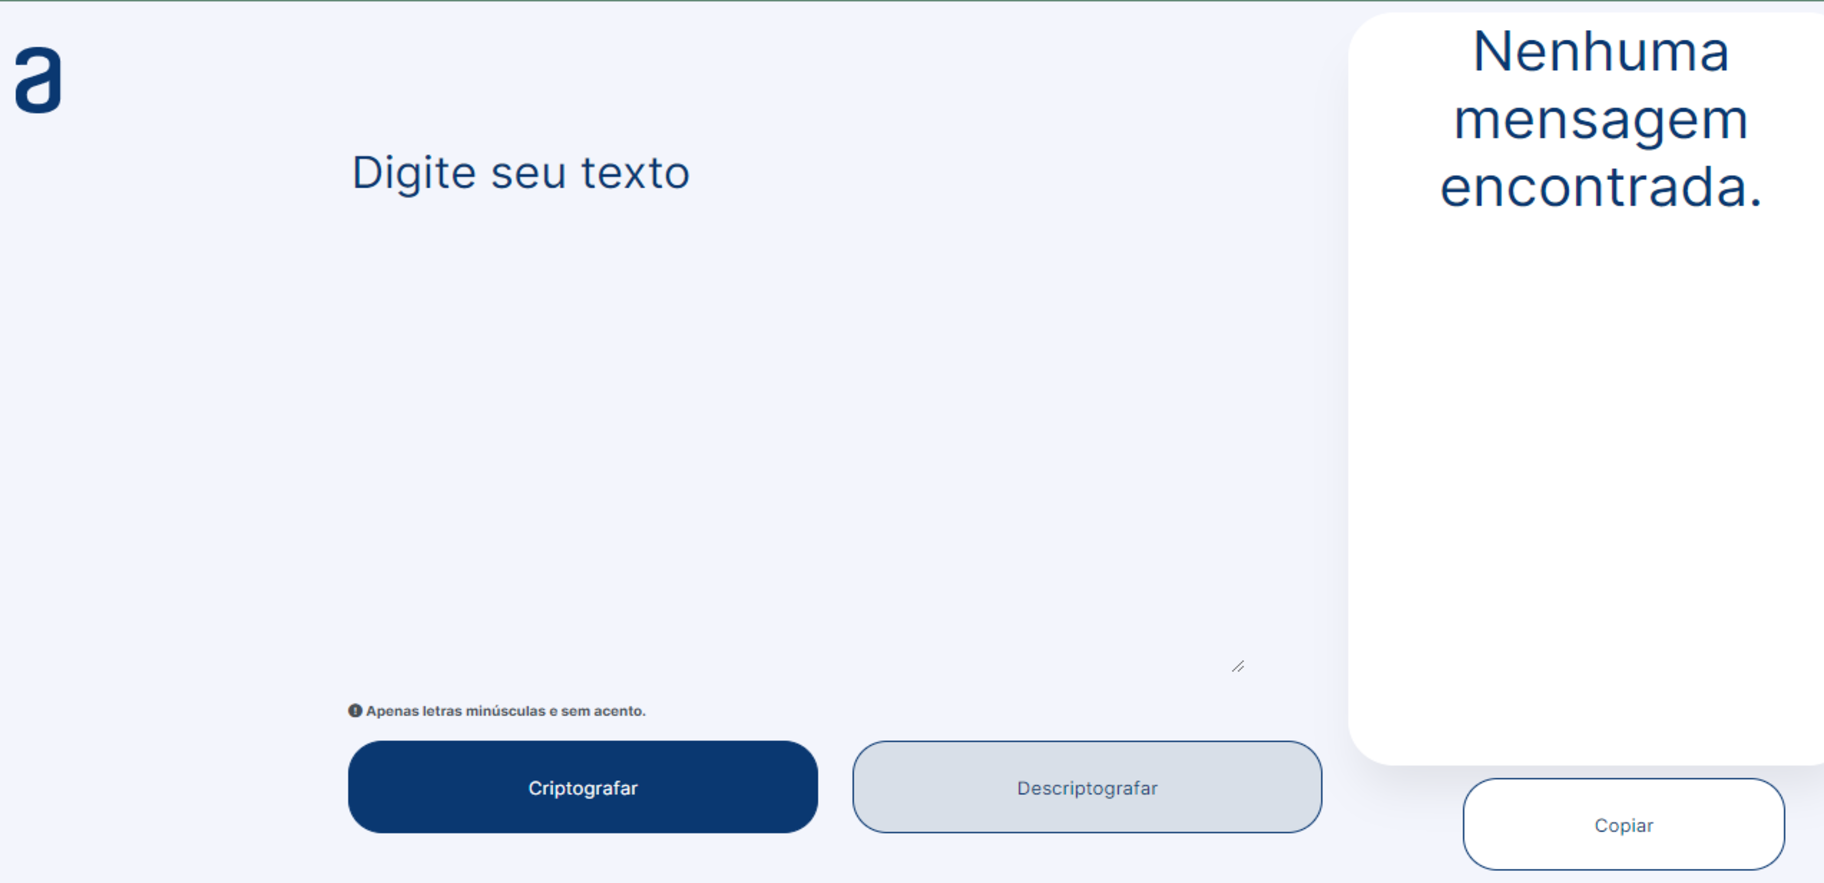 a
Digite seu texto
Apenas letras minúsculas e sem acento.
Criptografar
Descriptografar
Nenhuma
mensagem
encontrada.
Copiar